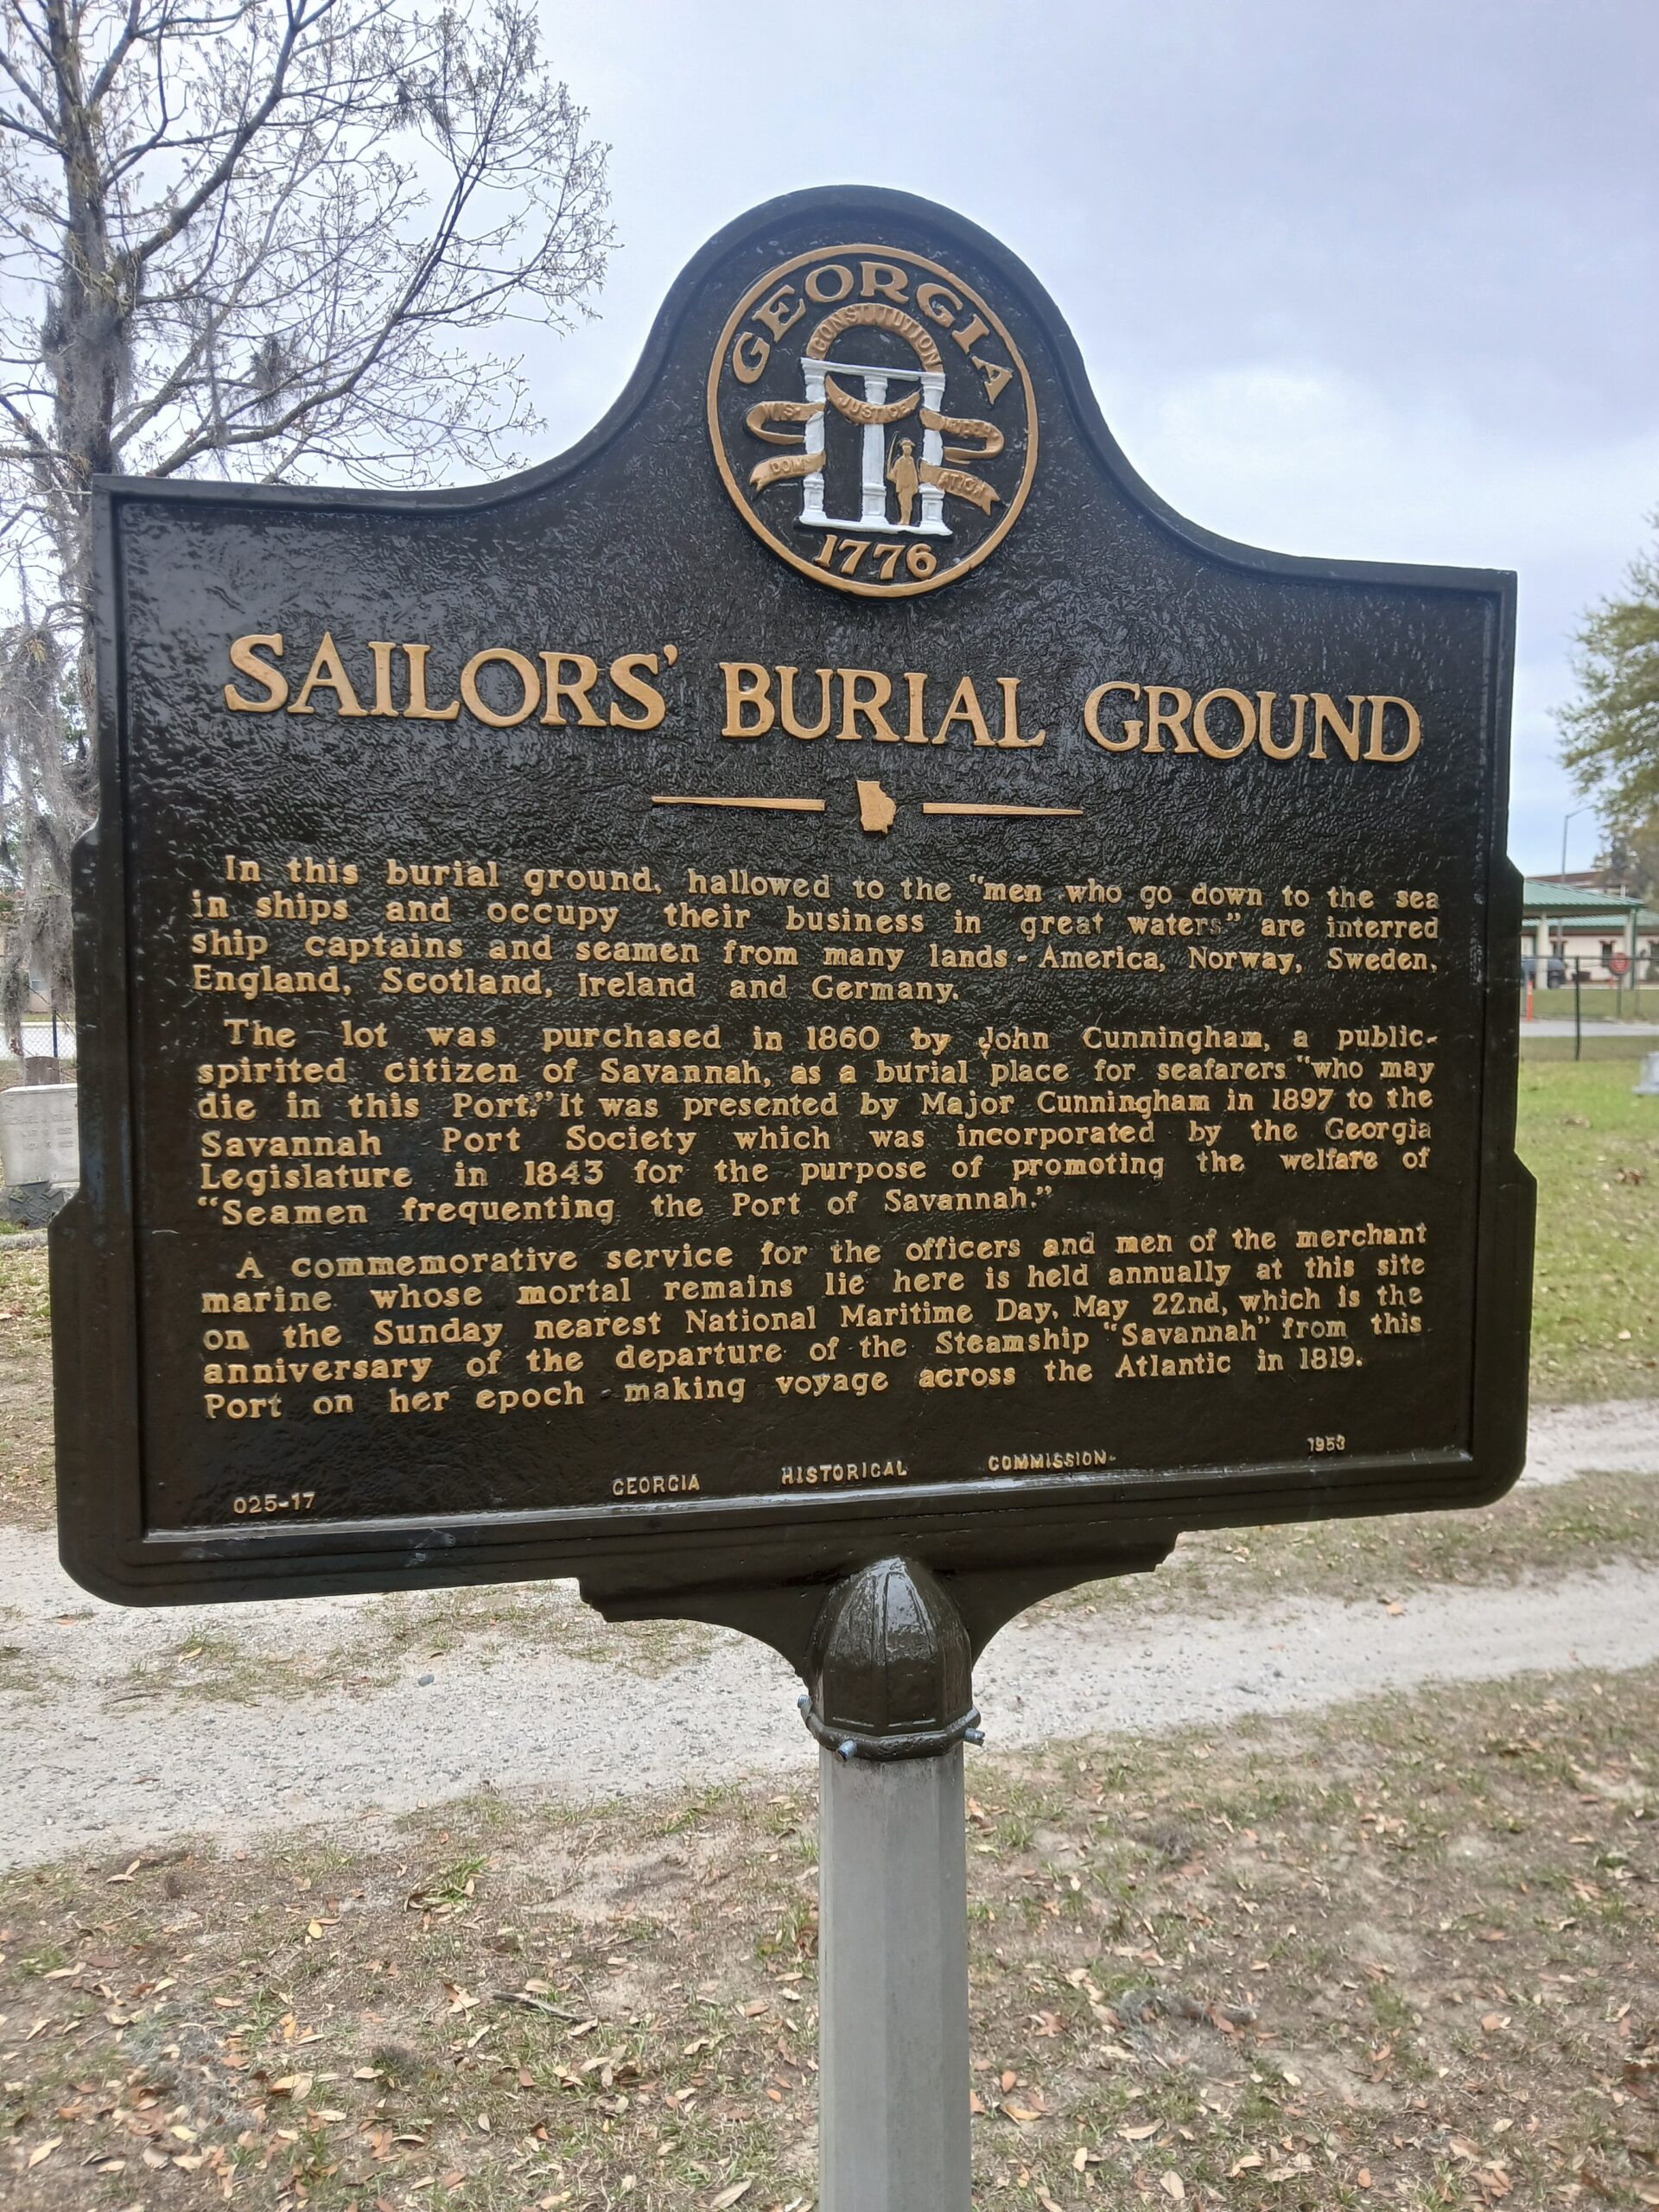 GEORGIA
CONSTITUTION
JUSTICE
WIS-
DOM
MODER-
ATION
1776
SAILORS' BURIAL GROUND
In this burial ground, hallowed to the "men who go down to the sea
in ships and occupy their business in great waters" are interred
ship captains and seamen from many lands - America, Norway, Sweden,
England, Scotland, Ireland and Germany.
The lot was purchased in 1860 by John Cunningham, a public-
spirited citizen of Savannah, as a burial place for seafarers "who may
die in this Port." It was presented by Major Cunningham in 1897 to the
Savannah Port Society which was incorporated by the Georgia
Legislature in 1843 for the purpose of promoting the welfare of
"Seamen frequenting the Port of Savannah."
A commemorative service for the officers and men of the merchant
marine whose mortal remains lie here is held annually at this site
on the Sunday nearest National Maritime Day, May 22nd, which is the
anniversary of the departure of the Steamship "Savannah" from this
Port on her epoch - making voyage across the Atlantic in 1819.
025-17 GEORGIA HISTORICAL COMMISSION 1953